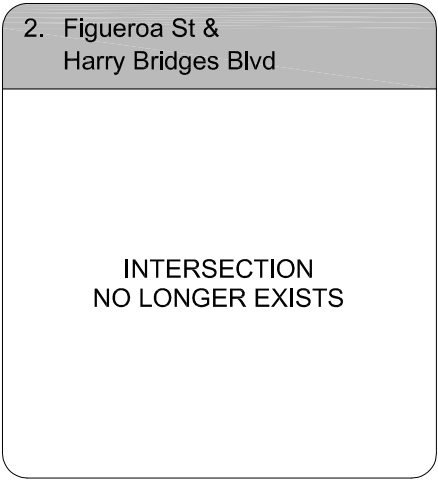 2. Figueroa St &
Harry Bridges Blvd
INTERSECTION
NO LONGER EXISTS